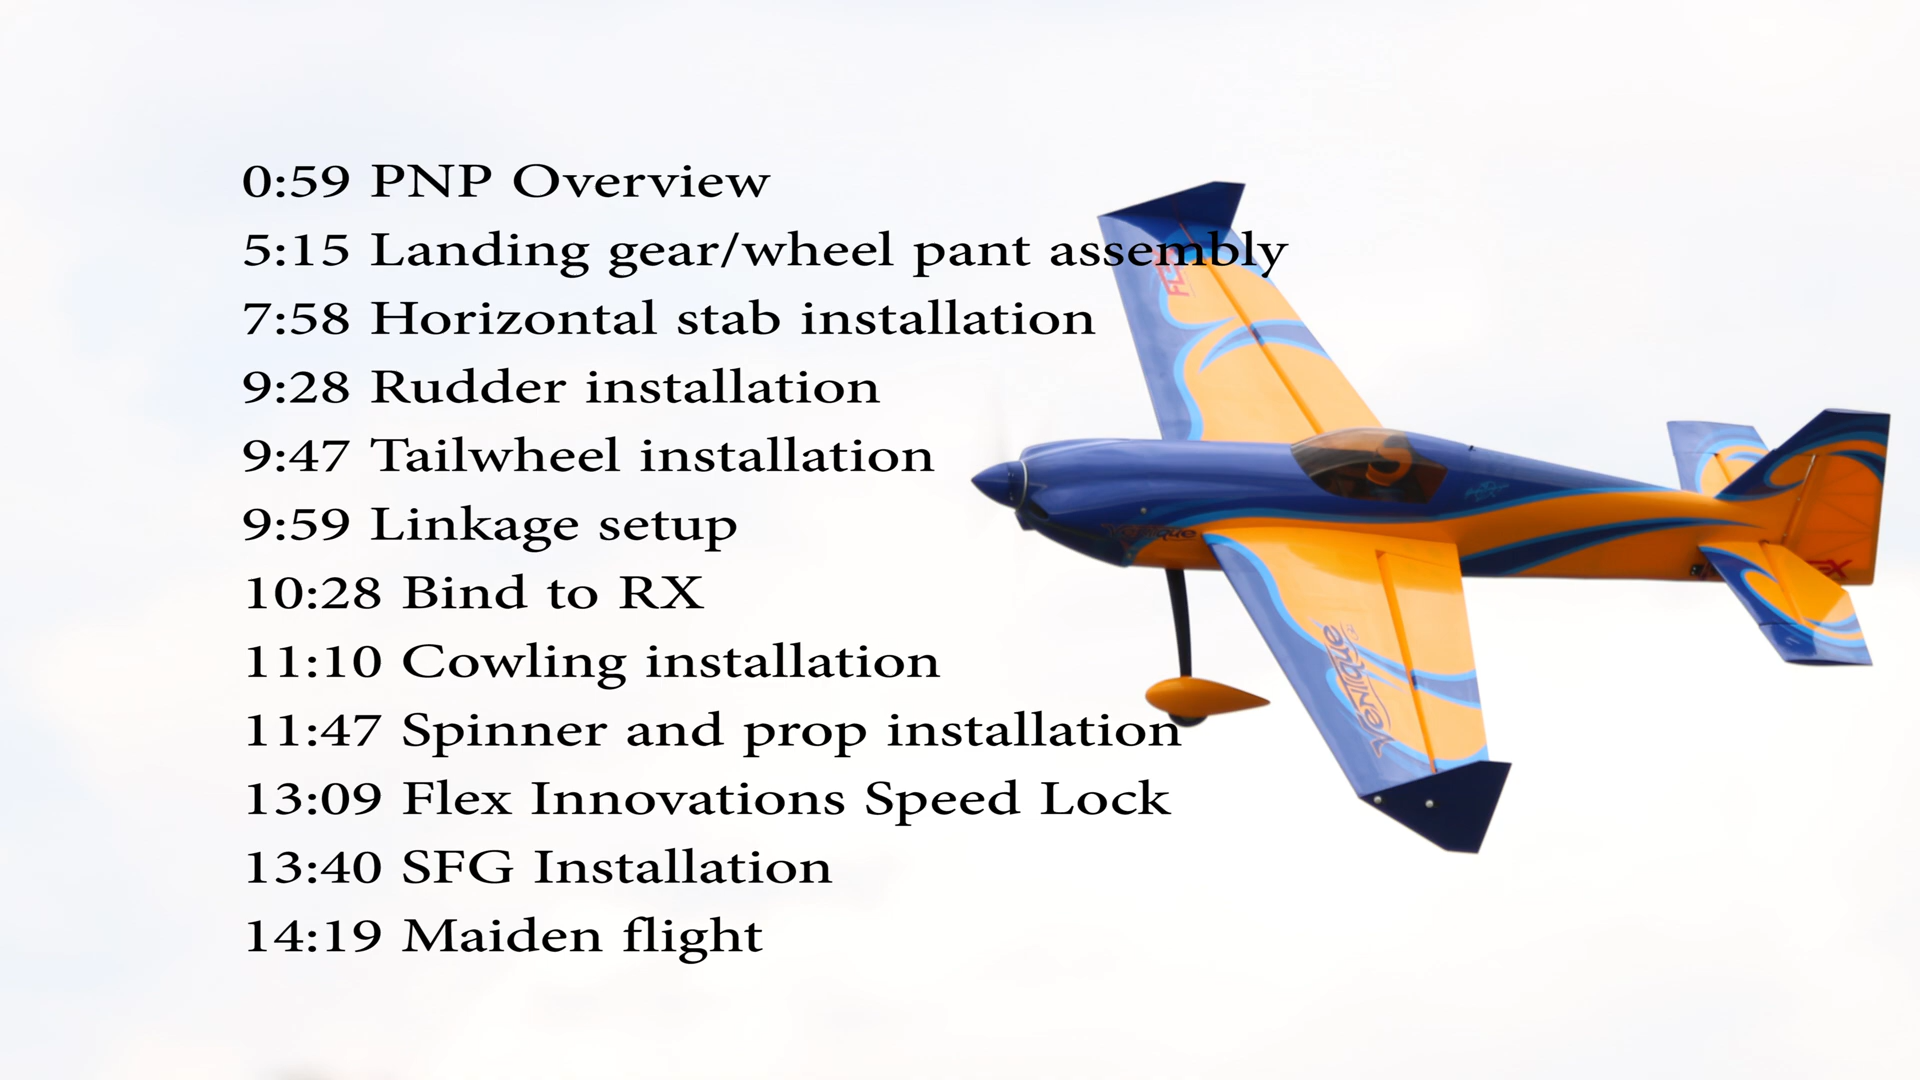 0:59 PNP Overview
5:15 Landing gear/wheel pant assembly
7:58 Horizontal stab installation
9:28 Rudder installation
9:47 Tailwheel installation
9:59 Linkage setup
10:28 Bind to RX
11:10 Cowling installation
11:47 Spinner and prop installation
13:09 Flex Innovations Speed Lock
13:40 SFG Installation
14:19 Maiden flight
Ventique
Ventique